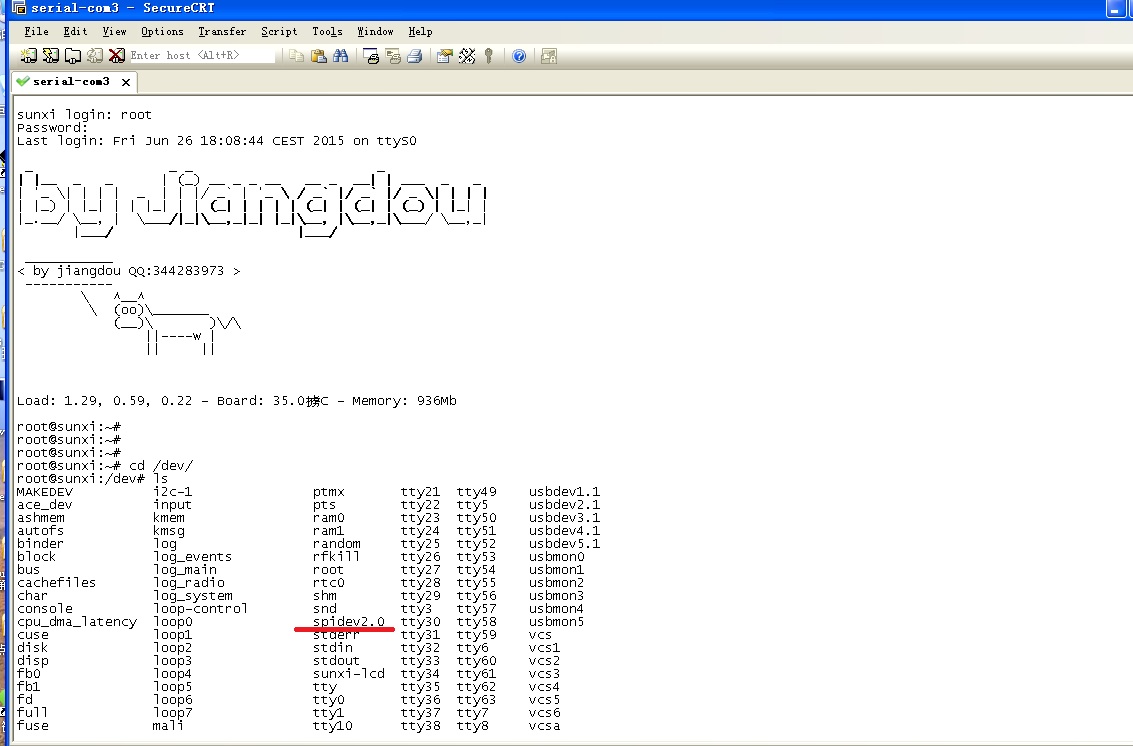 serial-com3 - SecureCRT
File Edit View Options Transfer Script Tools Window Help
Enter host <Alt+R>
serial-com3
sunxi login: root
Password:
Last login: Fri Jun 26 18:08:44 CEST 2015 on ttyS0
by Jiangdou
< by jiangdou QQ:344283973 >
-----------
\ ^__^
\ (oo)\_______
(__)\ )\/\
||----w |
|| ||
Load: 1.29, 0.59, 0.22 - Board: 35.0掳C - Memory: 936Mb
root@sunxi:~#
root@sunxi:~#
root@sunxi:~#
root@sunxi:~# cd /dev/
root@sunxi:/dev# ls
MAKEDEV i2c-1 ptmx tty21 tty49 usbdev1.1
ace_dev input pts tty22 tty5 usbdev2.1
ashmem kmem ram0 tty23 tty50 usbdev3.1
autofs kmsg ram1 tty24 tty51 usbdev4.1
binder log random tty25 tty52 usbdev5.1
block log_events rfkill tty26 tty53 usbmon0
bus log_main root tty27 tty54 usbmon1
cachefiles log_radio rtc0 tty28 tty55 usbmon2
char log_system shm tty29 tty56 usbmon3
console loop-control snd tty3 tty57 usbmon4
cpu_dma_latency loop0 spidev2.0 tty30 tty58 usbmon5
cuse loop1 stderr tty31 tty59 vcs
disk loop2 stdin tty32 tty6 vcs1
disp loop3 stdout tty33 tty60 vcs2
fb0 loop4 sunxi-lcd tty34 tty61 vcs3
fb1 loop5 tty tty35 tty62 vcs4
fd loop6 tty0 tty36 tty63 vcs5
full loop7 tty1 tty37 tty7 vcs6
fuse mali tty10 tty38 tty8 vcsa